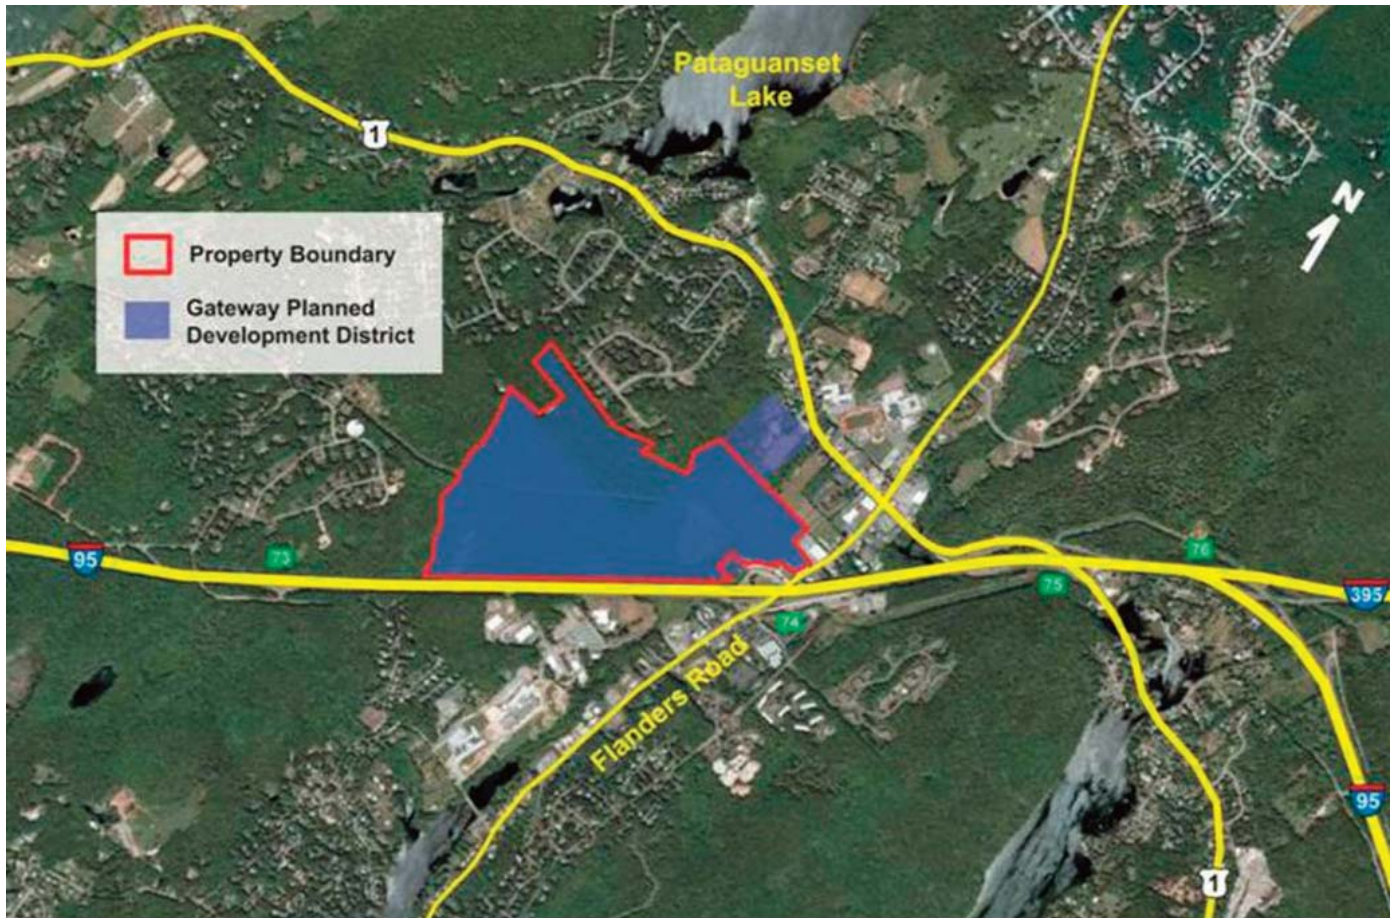 Pataguanset
Lake
1
N
Property Boundary
Gateway Planned
Development District
95
73
76
75
395
74
Flanders Road
95
1